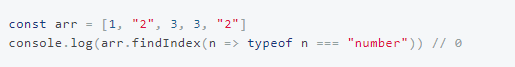 const arr = [1, "2", 3, 3, "2"]
console.log(arr.findIndex(n => typeof n === "number")) // 0